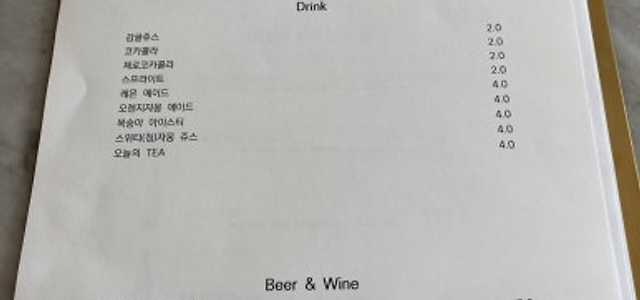 Drink
감귤쥬스 2.0
코카콜라 2.0
제로코카콜라 2.0
스프라이트 2.0
레몬 에이드 4.0
오렌지자몽 에이드 4.0
복숭아 아이스티 4.0
스위티(청)자몽 쥬스 4.0
오늘의 TEA 4.0
Beer & Wine